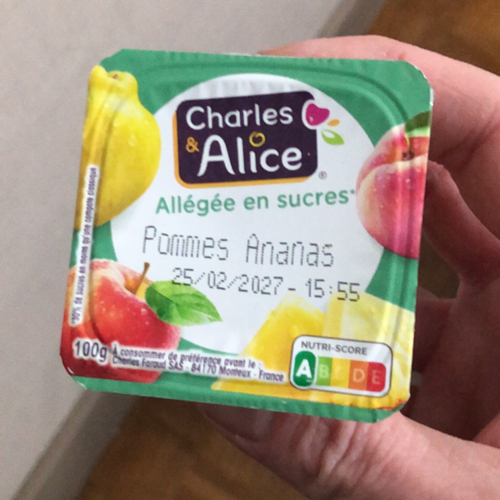 Charles
& Alice®
Allégée en sucres*
Pommes Ananas
25/02/2027 - 15:55
*30% de sucres en moins qu'une compote classique
100g
A consommer de préférence avant le :
Charles Faraud SAS - 84170 Monteux - France
NUTRI-SCORE
A B C D E